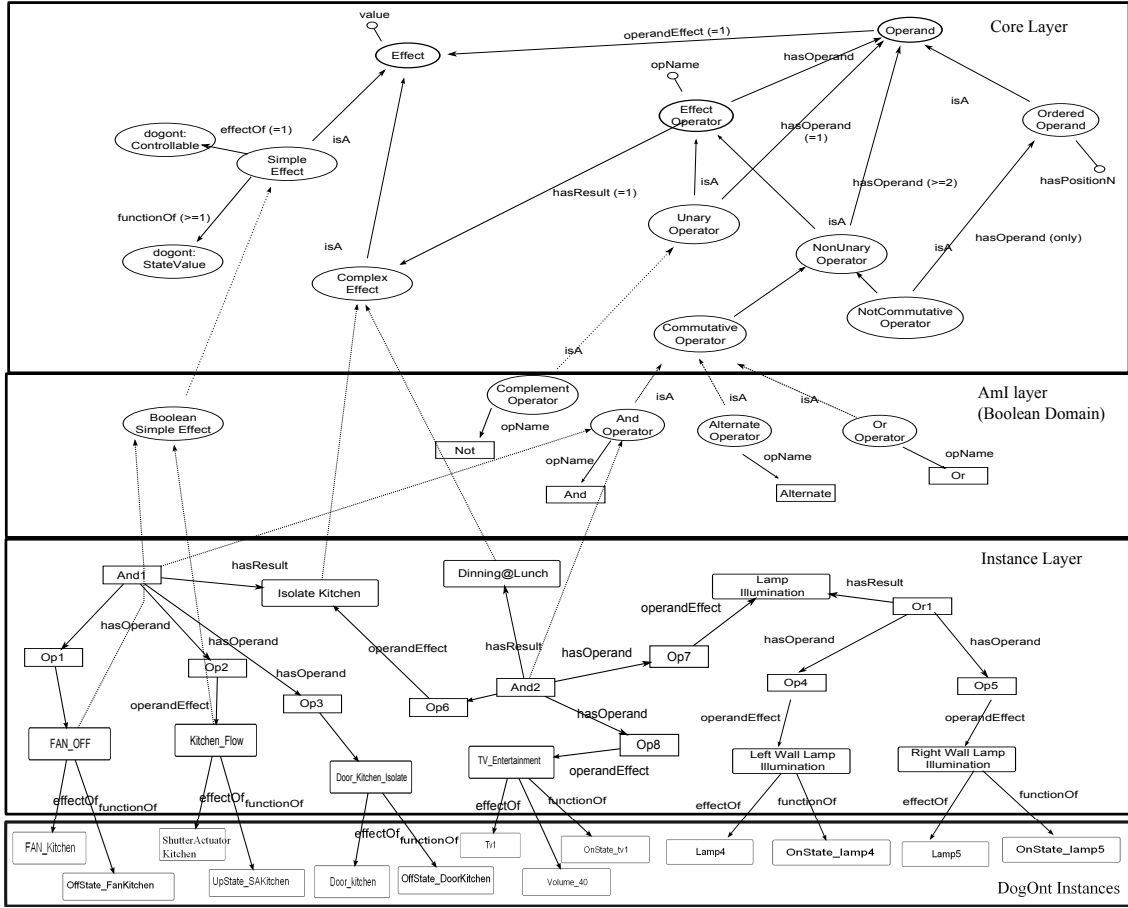 value
Core Layer
Effect
operandEffect (=1)
Operand
opName
hasOperand
Effect
Operator
isA
Ordered
Operand
dogont:
Controllable
effectOf (=1)
isA
Simple
Effect
hasOperand
(=1)
hasPositionN
functionOf (>=1)
hasResult (=1)
isA
hasOperand (>=2)
Unary
Operator
isA
isA
hasOperand (only)
dogont:
StateValue
isA
NonUnary
Operator
Complex
Effect
NotCommutative
Operator
Commutative
Operator
isA
AmI layer
(Boolean Domain)
Complement
Operator
isA
isA
isA
Boolean
Simple Effect
opName
And
Operator
Alternate
Operator
Or
Operator
Not
opName
opName
opName
And
Alternate
Or
Instance Layer
And1
hasResult
Isolate Kitchen
Dinning@Lunch
Lamp
Illumination
hasResult
Or1
operandEffect
hasOperand
hasOperand
hasOperand
operandEffect
hasResult
hasOperand
hasOperand
hasOperand
Op1
Op2
Op3
Op6
And2
Op7
Op4
Op5
operandEffect
hasOperand
operandEffect
operandEffect
FAN_OFF
Kitchen_Flow
Op8
Door_Kitchen_Isolate
TV_Entertainment
operandEffect
Left Wall Lamp
Illumination
Right Wall Lamp
Illumination
effectOf
functionOf
effectOf
functionOf
effectOf
functionOf
effectOf
functionOf
effectOf
functionOf
effectOf
functionOf
FAN_Kitchen
ShutterActuator
Kitchen
Tv1
OnState_tv1
Lamp4
OnState_lamp4
Lamp5
OnState_lamp5
OffState_FanKitchen
UpState_SAKitchen
Door_kitchen
OffState_DoorKitchen
Volume_40
DogOnt Instances